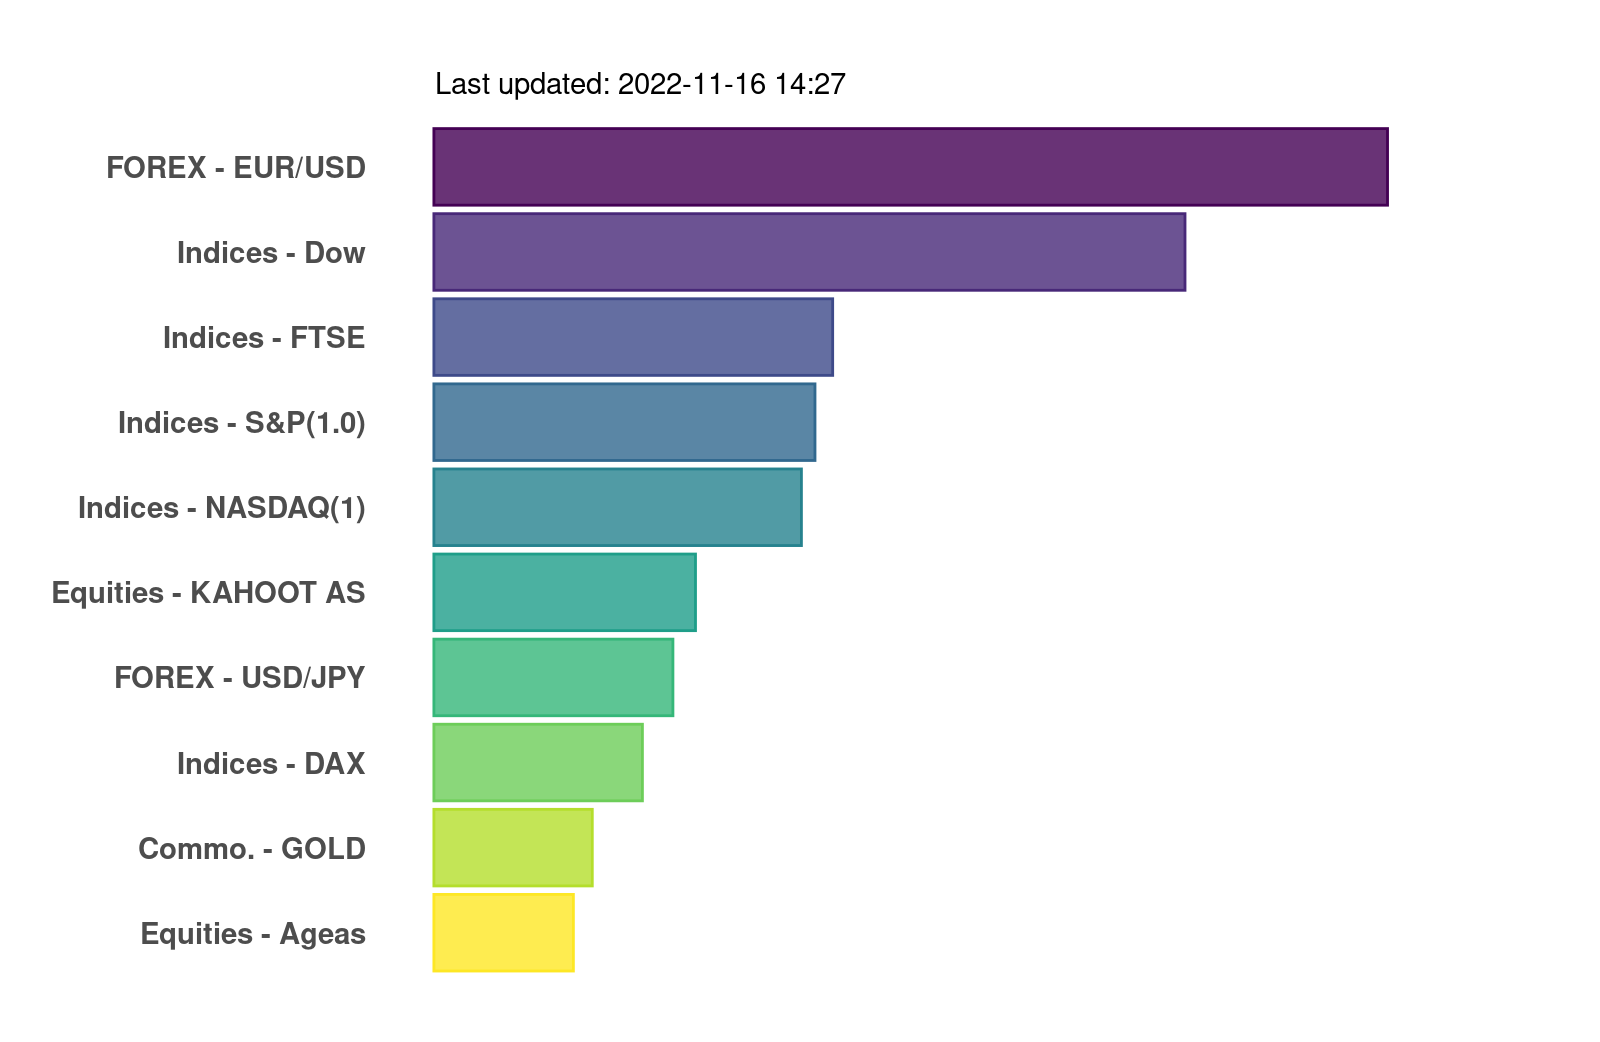 Last updated: 2022-11-16 14:27
FOREX - EUR/USD
Indices - Dow
Indices - FTSE
Indices - S&P(1.0)
Indices - NASDAQ(1)
Equities - KAHOOT AS
FOREX - USD/JPY
Indices - DAX
Commo. - GOLD
Equities - Ageas